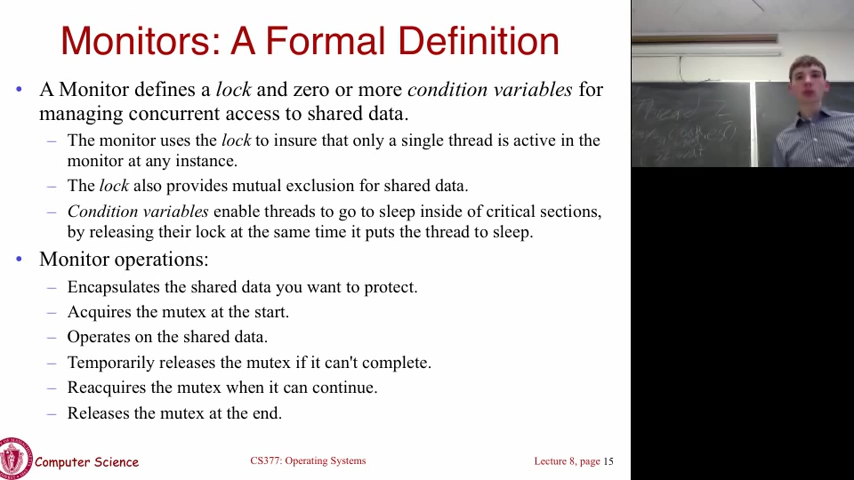 Monitors: A Formal Definition
• A Monitor defines a lock and zero or more condition variables for
managing concurrent access to shared data.
– The monitor uses the lock to insure that only a single thread is active in the
monitor at any instance.
– The lock also provides mutual exclusion for shared data.
– Condition variables enable threads to go to sleep inside of critical sections,
by releasing their lock at the same time it puts the thread to sleep.
• Monitor operations:
– Encapsulates the shared data you want to protect.
– Acquires the mutex at the start.
– Operates on the shared data.
– Temporarily releases the mutex if it can't complete.
– Reacquires the mutex when it can continue.
– Releases the mutex at the end.
Computer Science
CS377: Operating Systems
Lecture 8, page 15